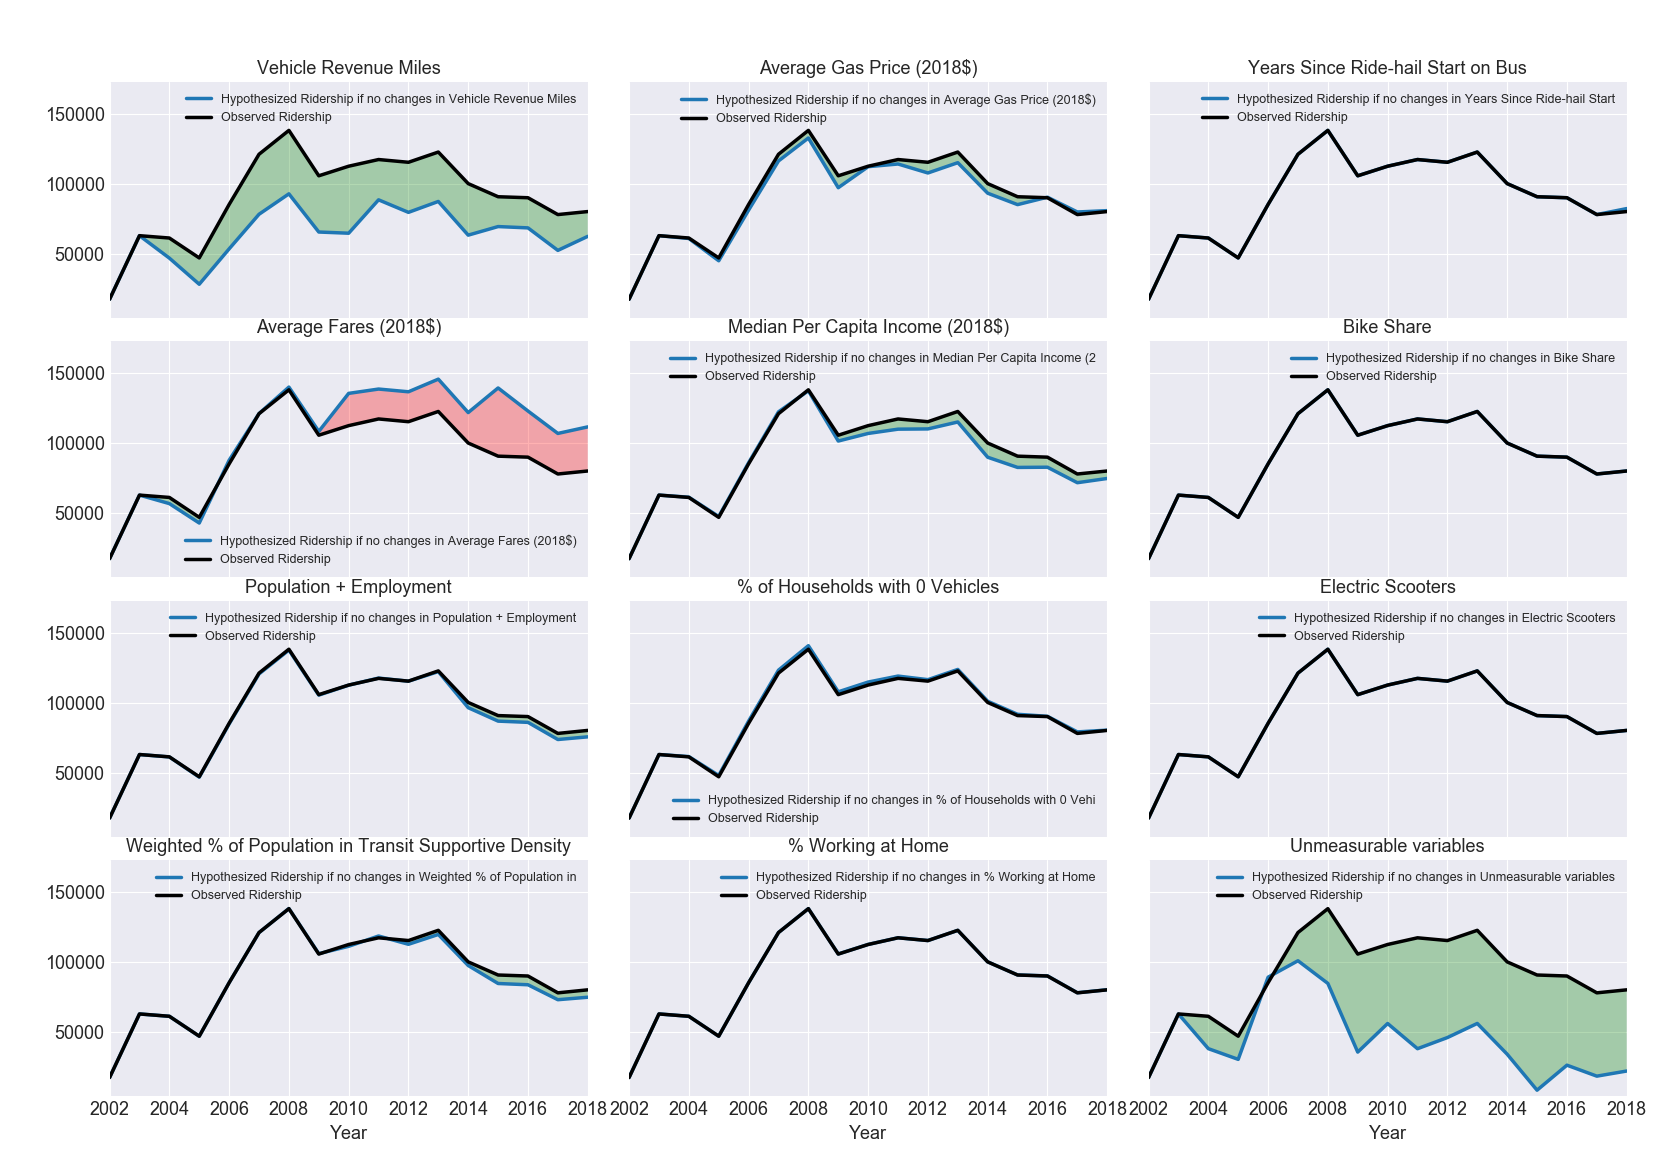 Vehicle Revenue Miles
Hypothesized Ridership if no changes in Vehicle Revenue Miles
Observed Ridership
150000
100000
50000
Average Gas Price (2018$)
Hypothesized Ridership if no changes in Average Gas Price (2018$)
Observed Ridership
Years Since Ride-hail Start on Bus
Hypothesized Ridership if no changes in Years Since Ride-hail Start
Observed Ridership
Average Fares (2018$)
150000
100000
50000
Hypothesized Ridership if no changes in Average Fares (2018$)
Observed Ridership
Median Per Capita Income (2018$)
Hypothesized Ridership if no changes in Median Per Capita Income (2
Observed Ridership
Bike Share
Hypothesized Ridership if no changes in Bike Share
Observed Ridership
Population + Employment
Hypothesized Ridership if no changes in Population + Employment
Observed Ridership
150000
100000
50000
% of Households with 0 Vehicles
Hypothesized Ridership if no changes in % of Households with 0 Vehi
Observed Ridership
Electric Scooters
Hypothesized Ridership if no changes in Electric Scooters
Observed Ridership
Weighted % of Population in Transit Supportive Density
Hypothesized Ridership if no changes in Weighted % of Population in
Observed Ridership
150000
100000
50000
2002 2004 2006 2008 2010 2012 2014 2016 2018
Year
% Working at Home
Hypothesized Ridership if no changes in % Working at Home
Observed Ridership
2002 2004 2006 2008 2010 2012 2014 2016 2018
Year
Unmeasurable variables
Hypothesized Ridership if no changes in Unmeasurable variables
Observed Ridership
2002 2004 2006 2008 2010 2012 2014 2016 2018
Year